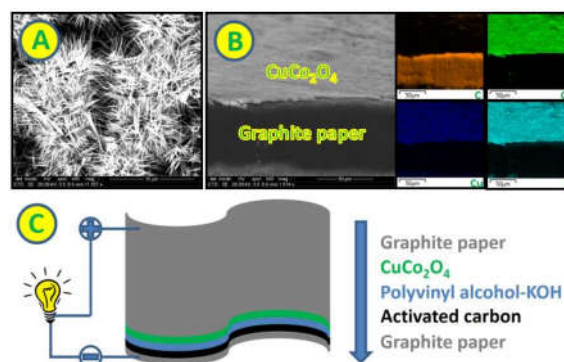 A
B
CuCo₂O₄
Graphite paper
C
Cu
C
Graphite paper
CuCo₂O₄
Polyvinyl alcohol-KOH
Activated carbon
Graphite paper